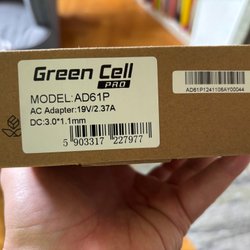 Green Cell
PRO
MODEL:AD61P
AC Adapter:19V/2.37A
DC:3.0*1.1mm
5 903317 227977
AD61P1241106AY00044